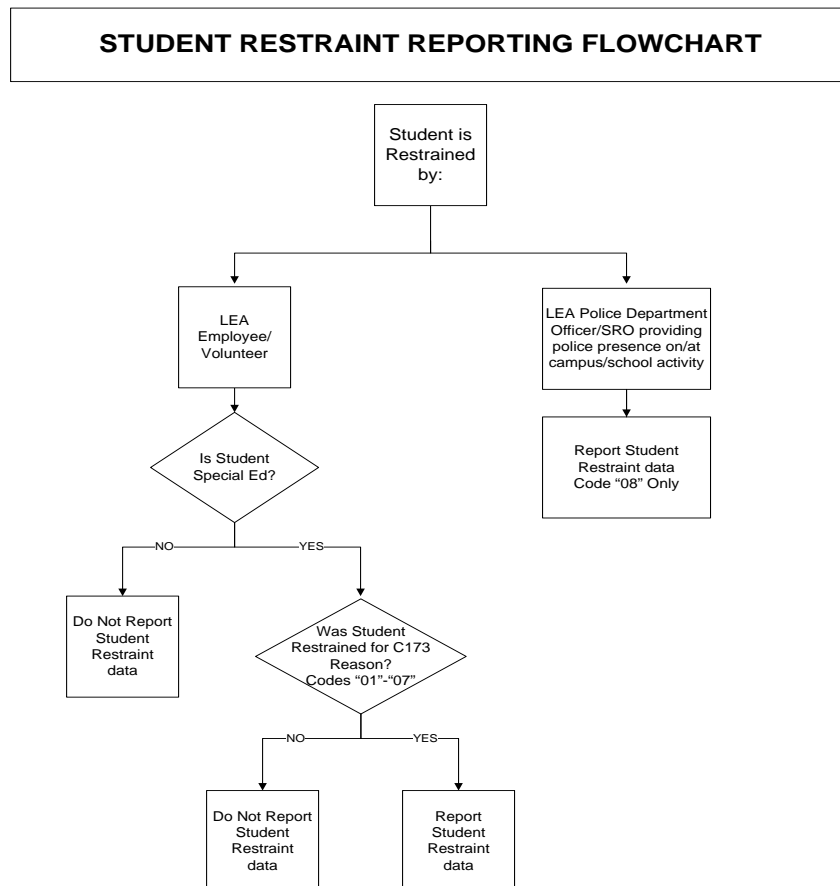 STUDENT RESTRAINT REPORTING FLOWCHART
Student is
Restrained
by:
LEA
Employee/
Volunteer
LEA Police Department
Officer/SRO providing
police presence on/at
campus/school activity
Is Student
Special Ed?
Report Student
Restraint data
Code “08” Only
NO
YES
Do Not Report
Student
Restraint
data
Was Student
Restrained for C173
Reason?
Codes “01”-“07”
NO
YES
Do Not Report
Student
Restraint
data
Report
Student
Restraint
data